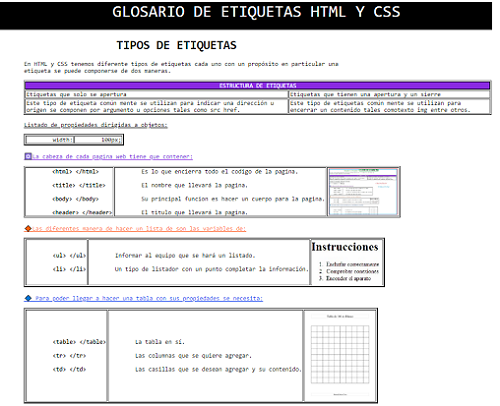 GLOSARIO DE ETIQUETAS HTML Y CSS
TIPOS DE ETIQUETAS
En HTML y CSS tenemos diferente tipos de etiquetas cada uno con un propósito en particular una
etiqueta se puede componerse de dos maneras.
ESTRUCTURA DE ETIQUETAS
Etiquetas que solo se apertura
Etiquetas que tienen una apertura y un sierre
Este tipo de etiqueta común mente se utilizan para indicar una dirección u
origen se componen por argumento u opciones tales como src href.
Este tipo de etiquetas común mente se utilizan para
encerrar un contenido tales comotexto img entre otros.
Listado de propiedades dirigidas a objetos:
width: 100px;
La cabeza de cada pagina web tiene que contener:
<html> </html> Es lo que encierra todo el codigo de la pagina.
<title> </title> El nombre que llevará la pagina.
<body> </body> Su principal funcion es hacer un cuerpo para la pagina.
<header> </header> El titulo que llevará la pagina.
Las diferentes manera de hacer un lista de son las variables de:
<ul> </ul> Informar al equipo que se hará un listado.
<li> </li> Un tipo de listador con un punto completar la información.
Instrucciones
1. Enchufar correctamente
2. Comprobar conexiones
3. Encender el aparato
Para poder llegar a hacer una tabla con sus propiedades se necesita:
<table> </table> La tabla en sí.
<tr> </tr> Las columnas que se quiere agregar.
<td> </td> Las casillas que se desean agregar y su contenido.